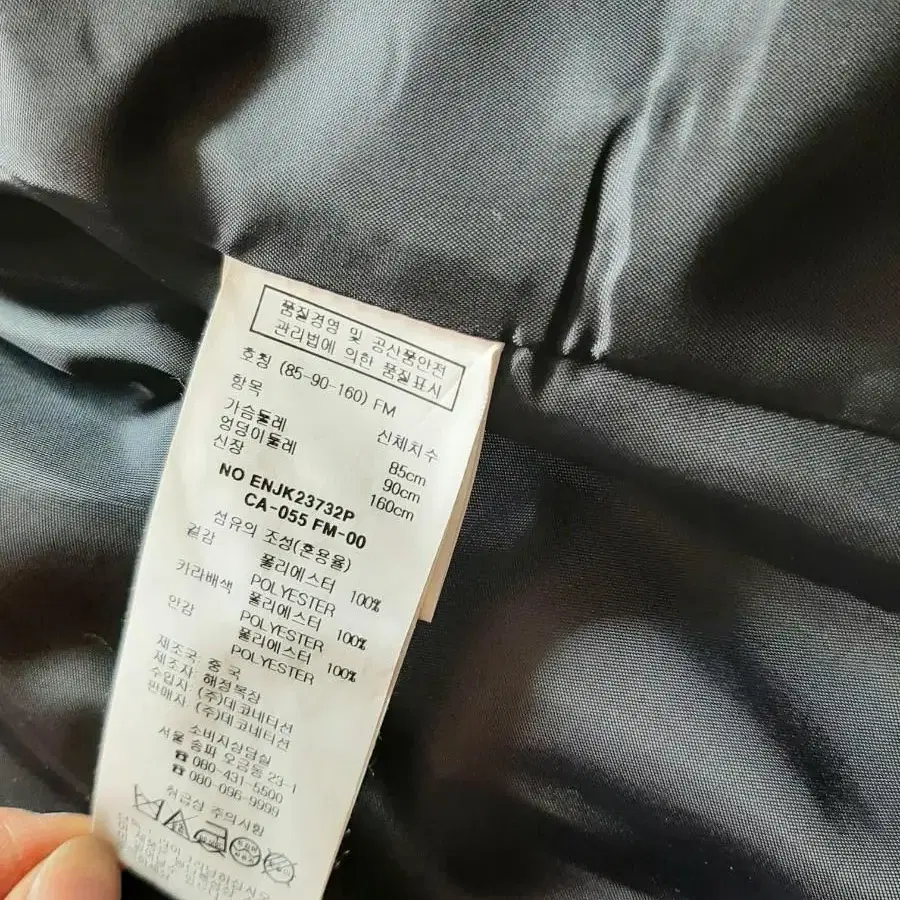 품질경영 및 공산품안전
관리법에 의한 품질표시
호칭 (85-90-160) FM
항목 신체치수
가슴둘레 85cm
엉덩이둘레 90cm
신장 160cm
NO ENJK23732P
CA-055 FM-00
섬유의 조성(혼용율)
겉감 폴리에스터 100%
POLYESTER
카라배색 폴리에스터 100%
POLYESTER
안감 폴리에스터 100%
POLYESTER
제조국: 중 국
제조자: 해정복장
수입자: (주)데코네티션
판매자: (주)데코네티션
소비자상담실
서울 송파 오금동 23-1
☎ 080-431-5500
☎ 080-096-9999
취급상 주의사항